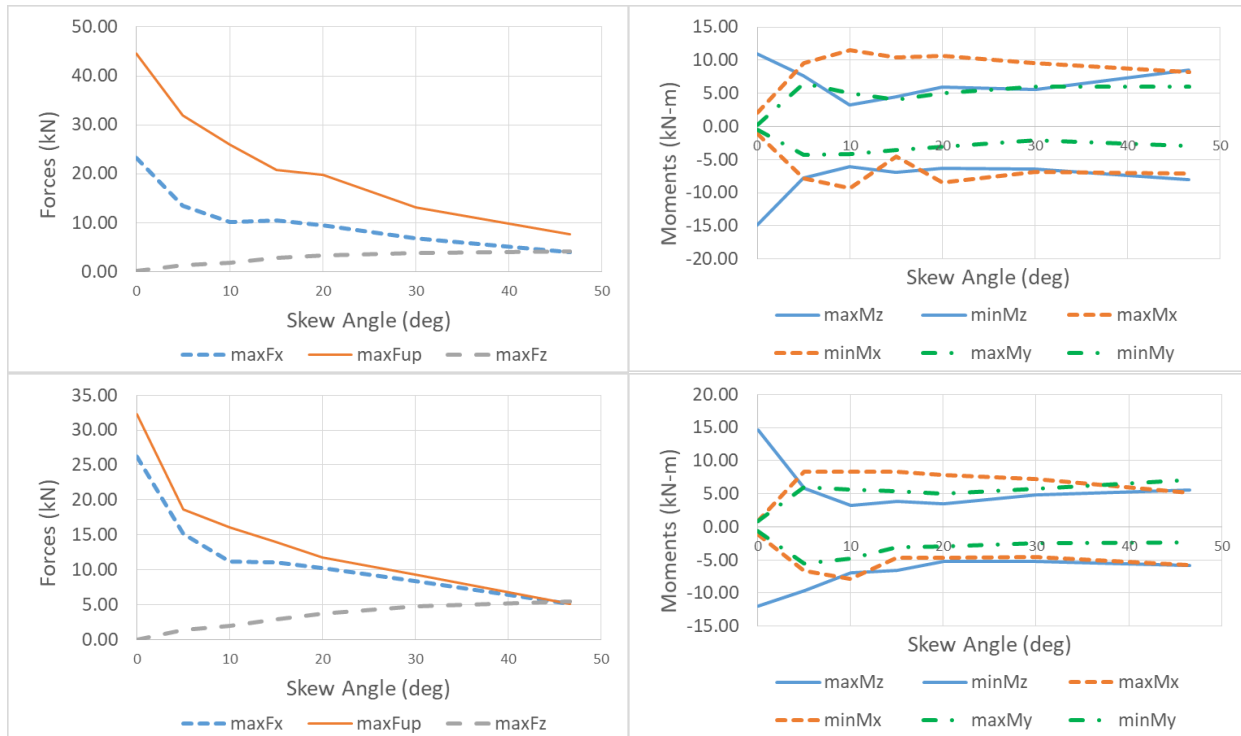 50.00
40.00
30.00
20.00
10.00
0.00
Forces (kN)
0 10 20 30 40 50
Skew Angle (deg)
maxFx maxFup maxFz
15.00
10.00
5.00
0.00
-5.00
-10.00
-15.00
-20.00
Moments (kN-m)
0 10 20 30 40 50
Skew Angle (deg)
maxMz minMz maxMx
minMx maxMy minMy
35.00
30.00
25.00
20.00
15.00
10.00
5.00
0.00
Forces (kN)
0 10 20 30 40 50
Skew Angle (deg)
maxFx maxFup maxFz
20.00
15.00
10.00
5.00
0.00
-5.00
-10.00
-15.00
Moments (kN-m)
0 10 20 30 40 50
Skew Angle (deg)
maxMz minMz maxMx
minMx maxMy minMy